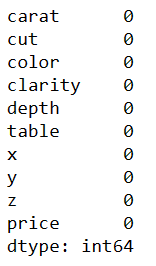 carat 0
cut 0
color 0
clarity 0
depth 0
table 0
x 0
y 0
z 0
price 0
dtype: int64